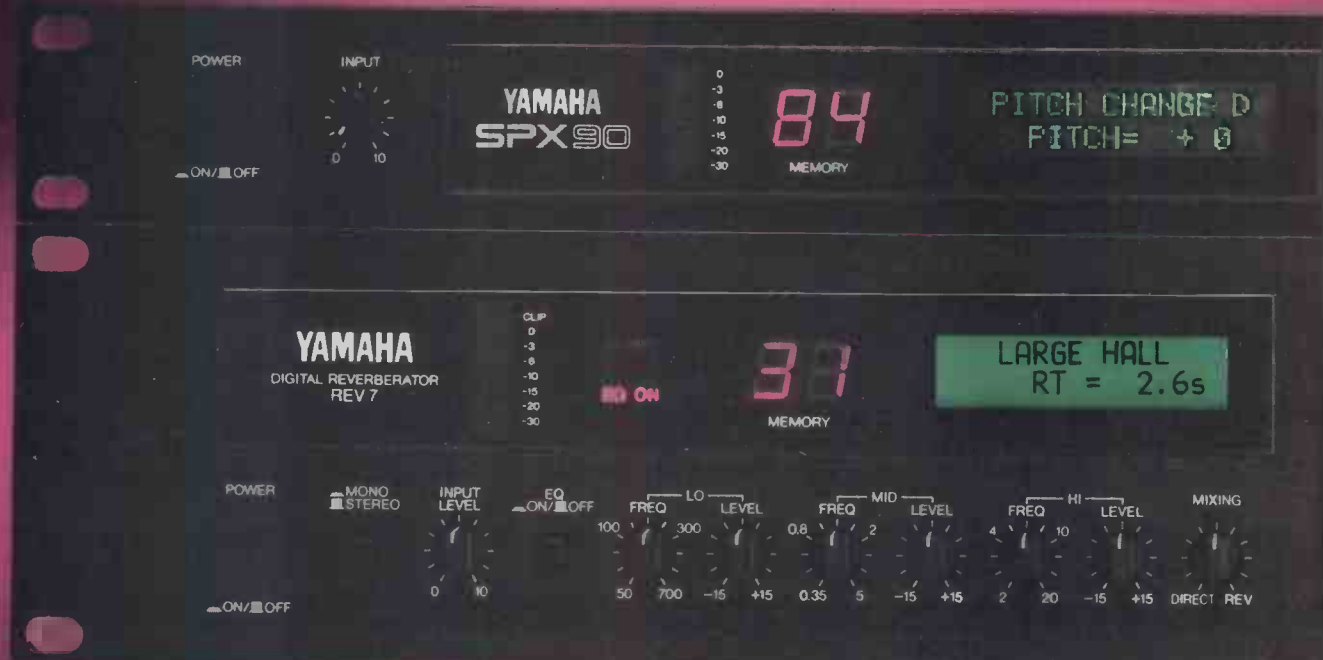 POWER
INPUT
0 10
ON/OFF
YAMAHA
SPX90
0
-3
-6
-10
-15
-20
-30
84
MEMORY
PITCH CHANGE D
PITCH= + 0
YAMAHA
DIGITAL REVERBERATOR
REV 7
CLIP
0
-3
-6
-10
-15
-20
-30
ON
31
MEMORY
LARGE HALL
RT = 2.6s
POWER
ON/OFF
MONO
STEREO
INPUT
LEVEL
0 10
EQ
ON/OFF
LO
FREQ LEVEL
100 300
50 700 -15 +15
MID
FREQ LEVEL
0.8 2
0.35 5 -15 +15
HI
FREQ LEVEL
4 10
2 20 -15 +15
MIXING
DIRECT REV